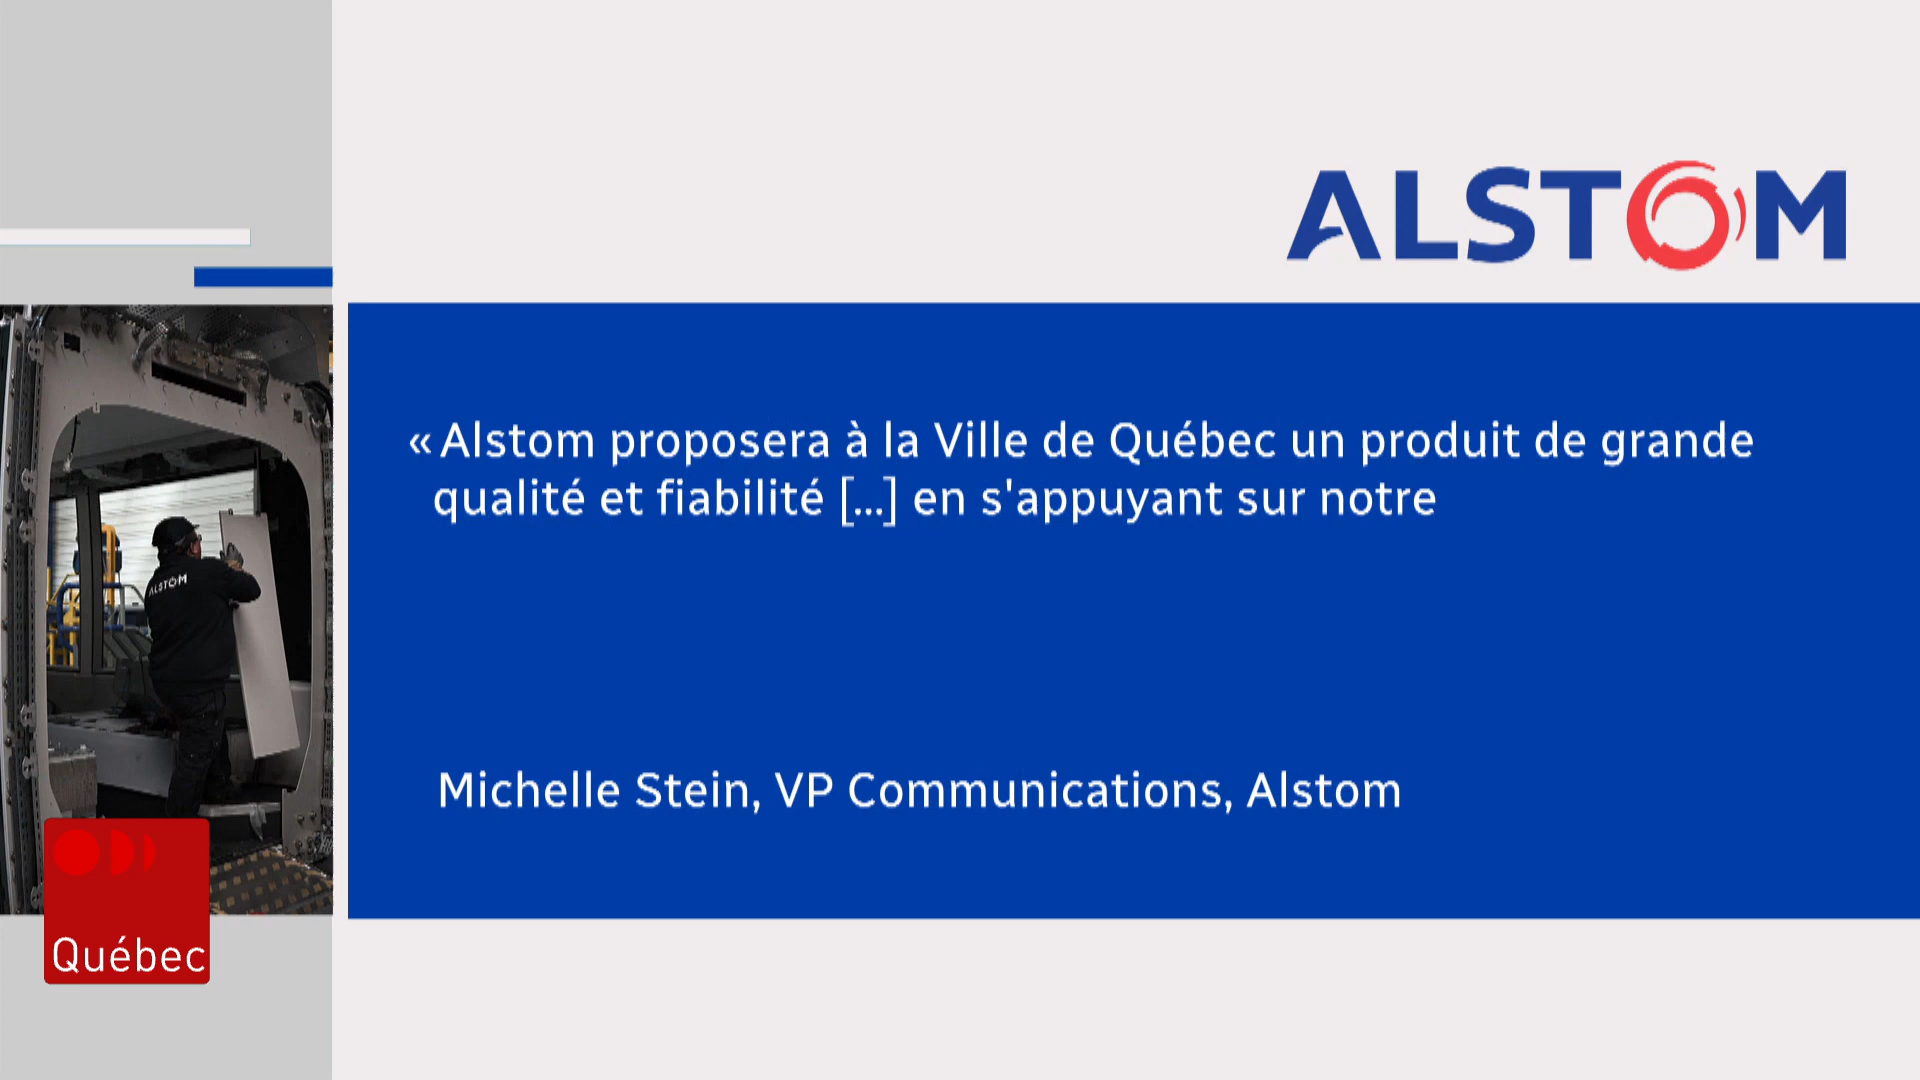 ALSTOM
« Alstom proposera à la Ville de Québec un produit de grande
qualité et fiabilité [...] en s'appuyant sur notre
Michelle Stein, VP Communications, Alstom
ALSTOM
Québec